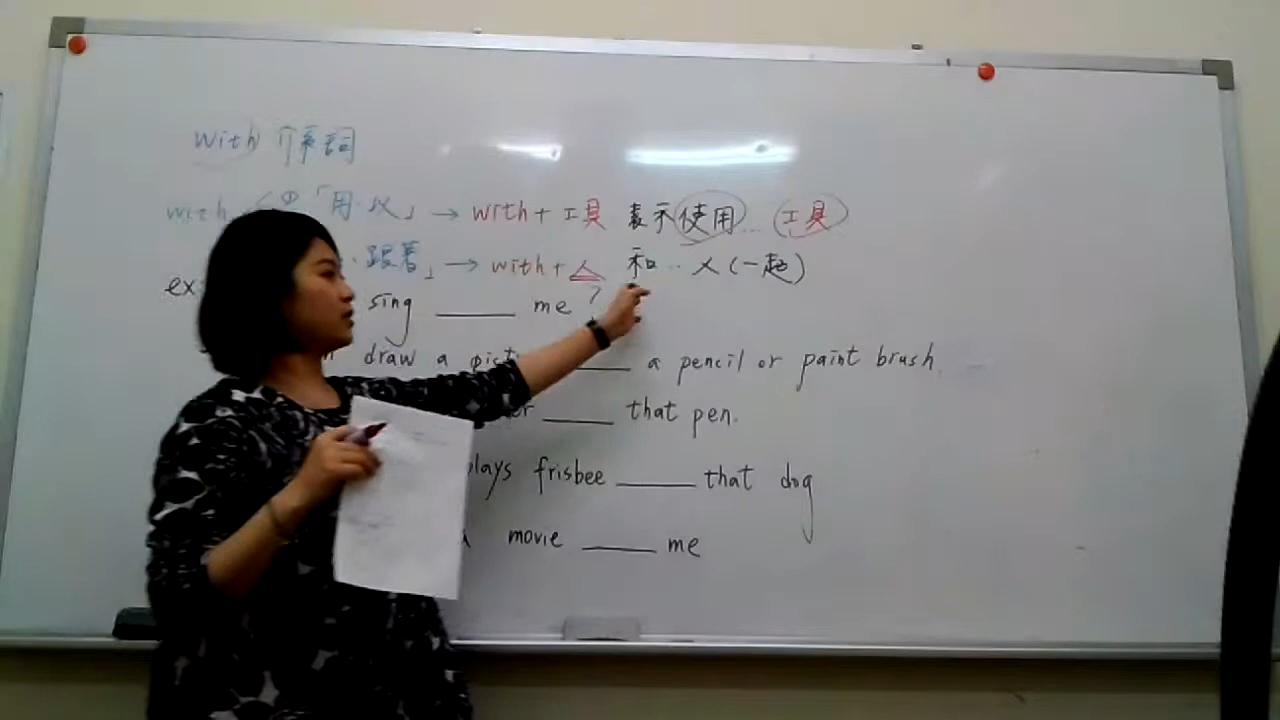 with 介系詞
with ①「用.以」→ with+工具 表示使用... 工具
.跟著」→ with+人 和..人(一起)
ex: sing ____ me ?
draw a pict ____ a pencil or paint brush.
er ____ that pen.
plays frisbee ____ that dog
a movie ____ me